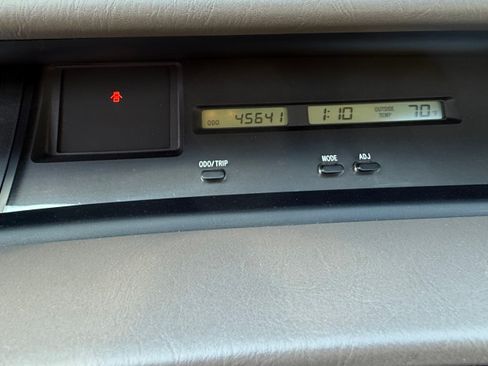 ODO 45641 1:10 OUTSIDE TEMP 70°F
ODO/TRIP MODE ADJ